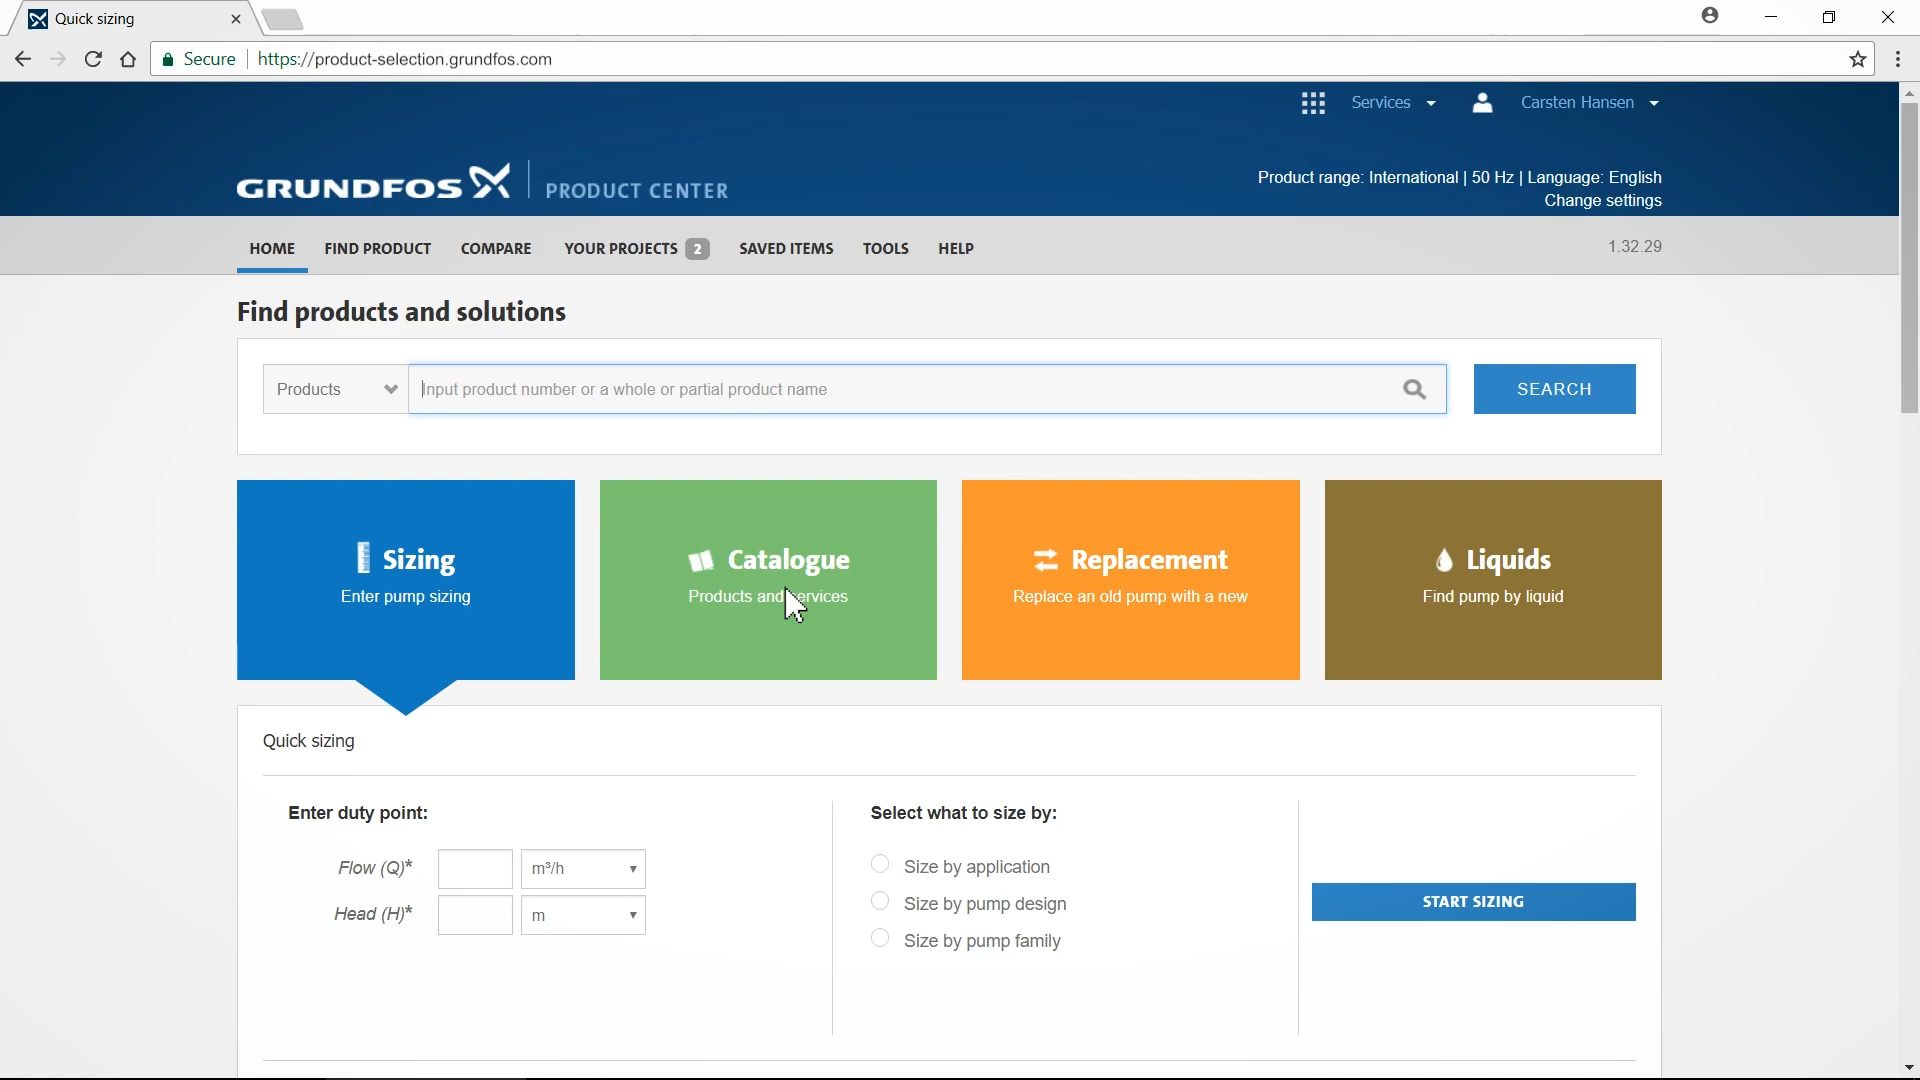 Quick sizing
Secure
https://product-selection.grundfos.com
Services
Carsten Hansen
GRUNDFOS
PRODUCT CENTER
Product range: International | 50 Hz | Language: English
Change settings
HOME
FIND PRODUCT
COMPARE
YOUR PROJECTS 2
SAVED ITEMS
TOOLS
HELP
1.32.29
Find products and solutions
Products
Input product number or a whole or partial product name
SEARCH
Sizing
Enter pump sizing
Catalogue
Products and services
Replacement
Replace an old pump with a new
Liquids
Find pump by liquid
Quick sizing
Enter duty point:
Flow (Q)*
m³/h
Head (H)*
m
Select what to size by:
Size by application
Size by pump design
Size by pump family
START SIZING